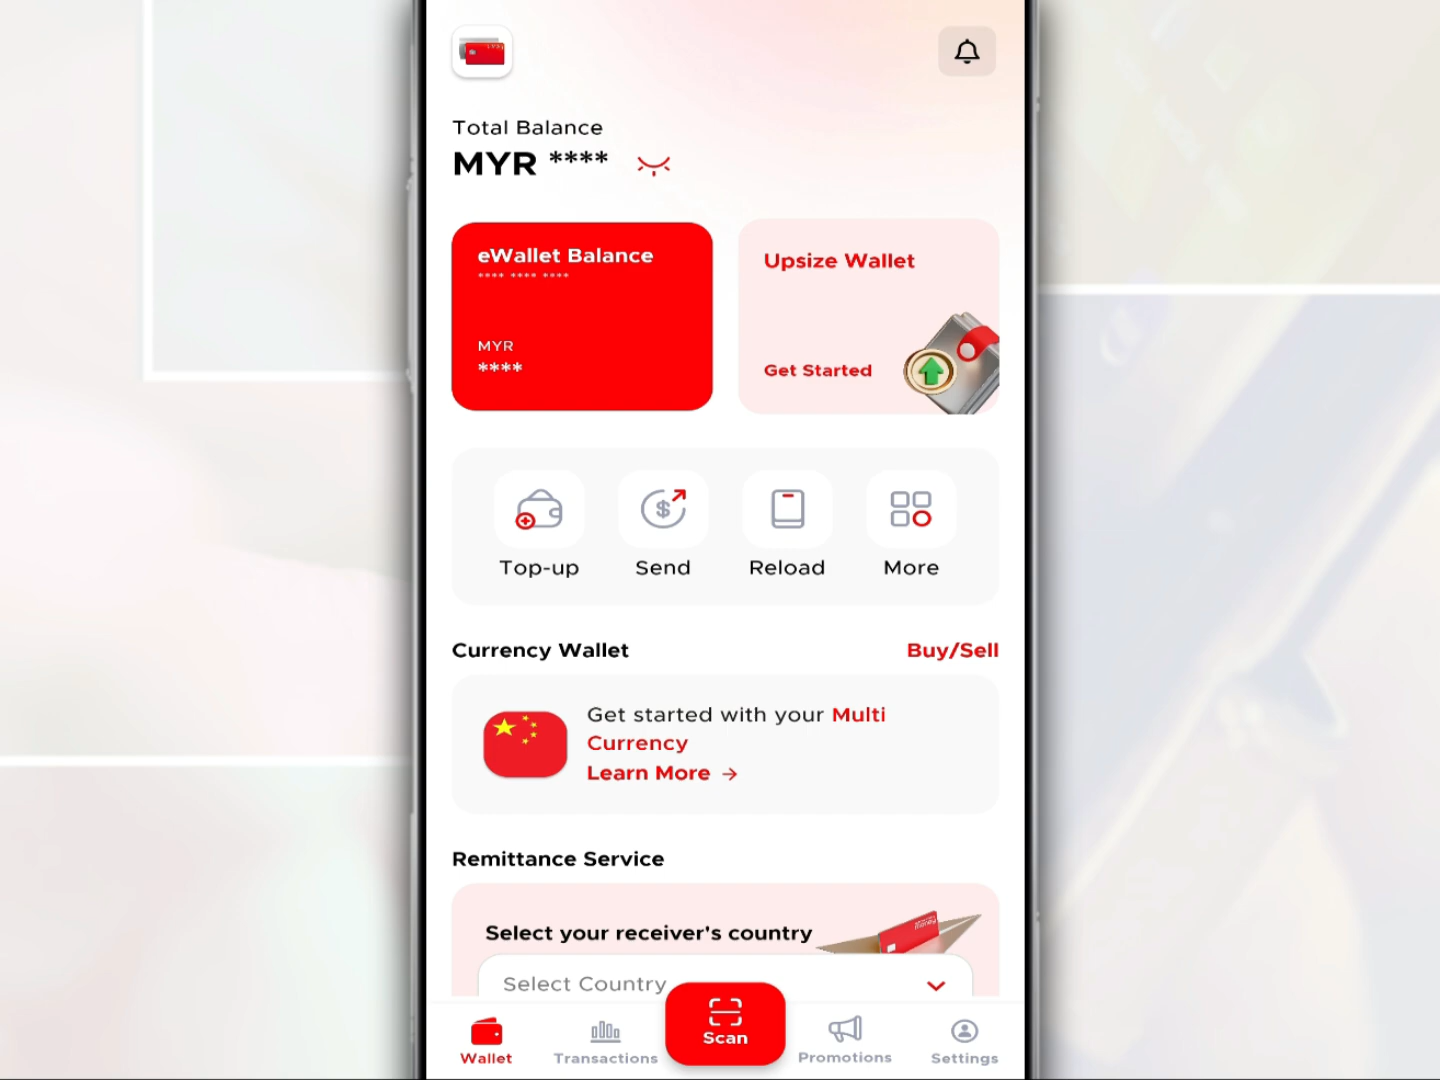 Total Balance
MYR ****
eWallet Balance
**** **** ****
MYR
****
Upsize Wallet
Get Started
Top-up
Send
Reload
More
Currency Wallet
Buy/Sell
Get started with your Multi
Currency
Learn More →
Remittance Service
Select your receiver's country
money
Select Country
Scan
Wallet
Transactions
Promotions
Settings